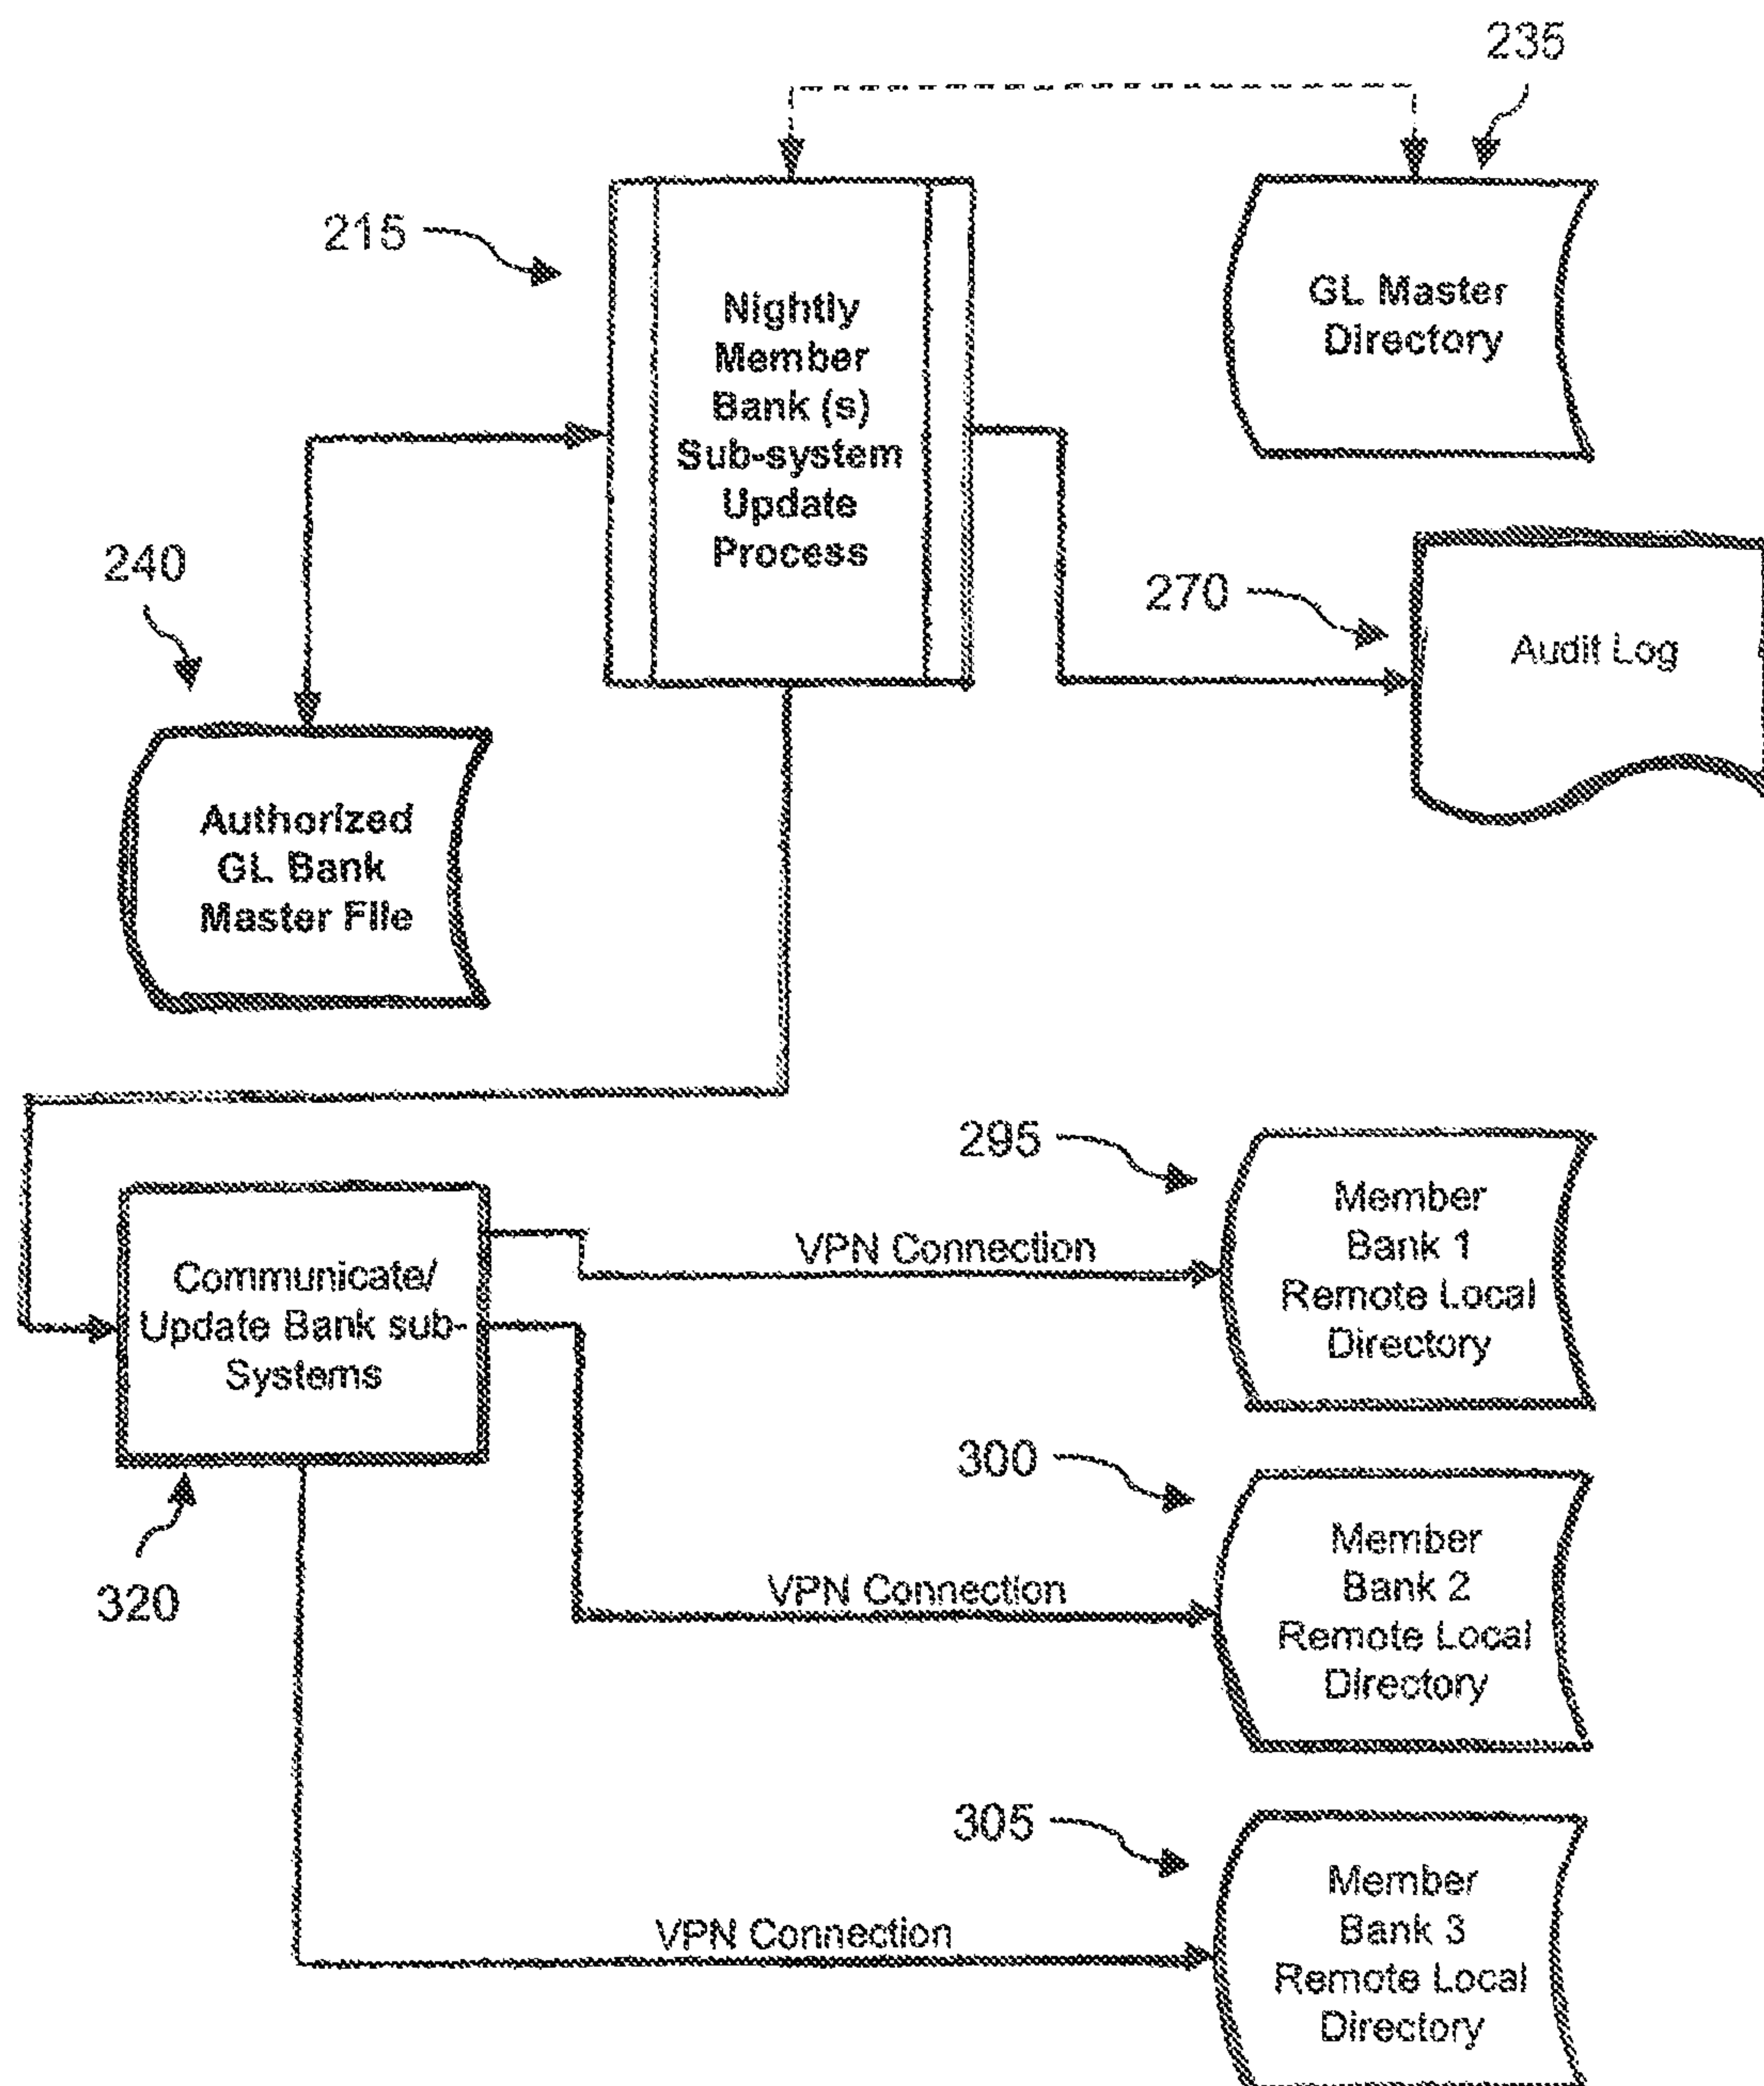 235
215
Nightly
Member
Bank (s)
Sub-system
Update
Process
GL Master
Directory
240
270
Audit Log
Authorized
GL Bank
Master File
295
Member
Bank 1
Remote Local
Directory
VPN Connection
Communicate/
Update Bank sub-
Systems
300
Member
Bank 2
Remote Local
Directory
VPN Connection
320
305
Member
Bank 3
Remote Local
Directory
VPN Connection